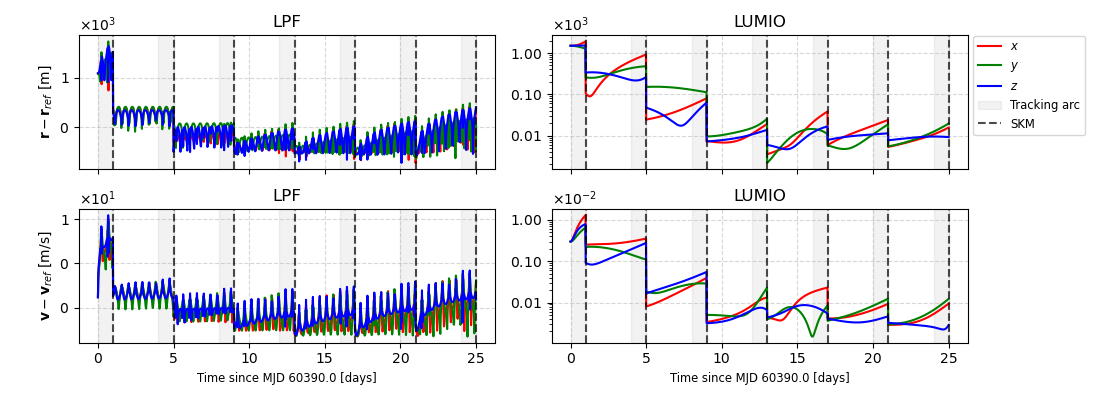 LPF
×10³
1
0
r − r_ref [m]
LUMIO
×10³
1.00
0.10
0.01
x
y
z
Tracking arc
SKM
LPF
×10¹
1
0
0
v − v_ref [m/s]
0
5
10
15
20
25
Time since MJD 60390.0 [days]
LUMIO
×10⁻²
1.00
0.10
0.01
0
5
10
15
20
25
Time since MJD 60390.0 [days]